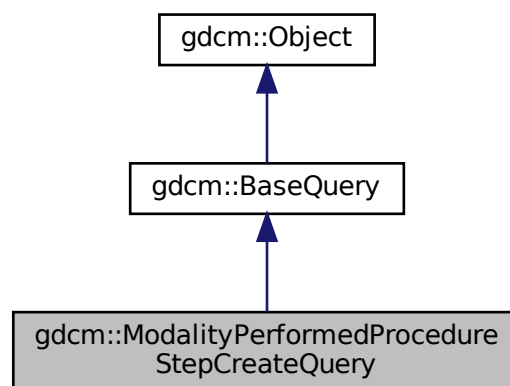 gdcm::Object
gdcm::BaseQuery
gdcm::ModalityPerformedProcedure
StepCreateQuery